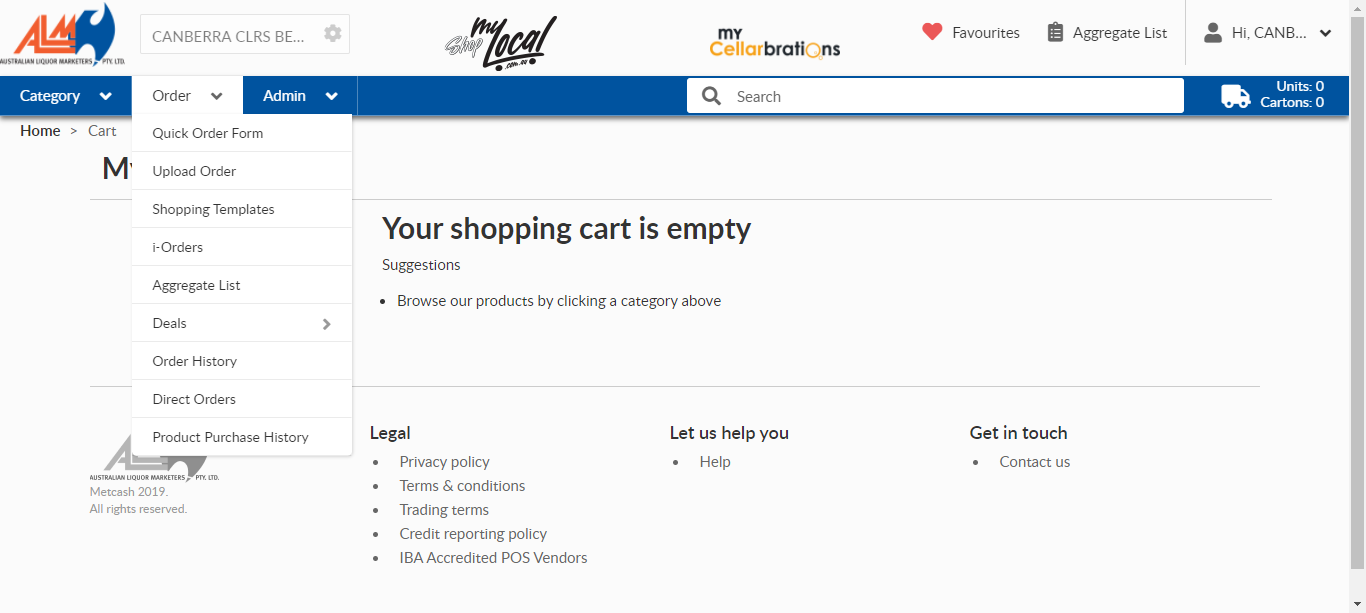 ALM
AUSTRALIAN LIQUOR MARKETERS PTY. LTD.
CANBERRA CLRS BE...
Shop my Local .com.au
my Cellarbrations
Favourites
Aggregate List
Hi, CANB...
Category
Order
Admin
Search
Units: 0
Cartons: 0
Home > Cart
Quick Order Form
Upload Order
Shopping Templates
i-Orders
Aggregate List
Deals
Order History
Direct Orders
Product Purchase History
My
Your shopping cart is empty
Suggestions
Browse our products by clicking a category above
AUSTRALIAN LIQUOR MARKETERS PTY. LTD.
Metcash 2019.
All rights reserved.
Legal
Privacy policy
Terms & conditions
Trading terms
Credit reporting policy
IBA Accredited POS Vendors
Let us help you
Help
Get in touch
Contact us